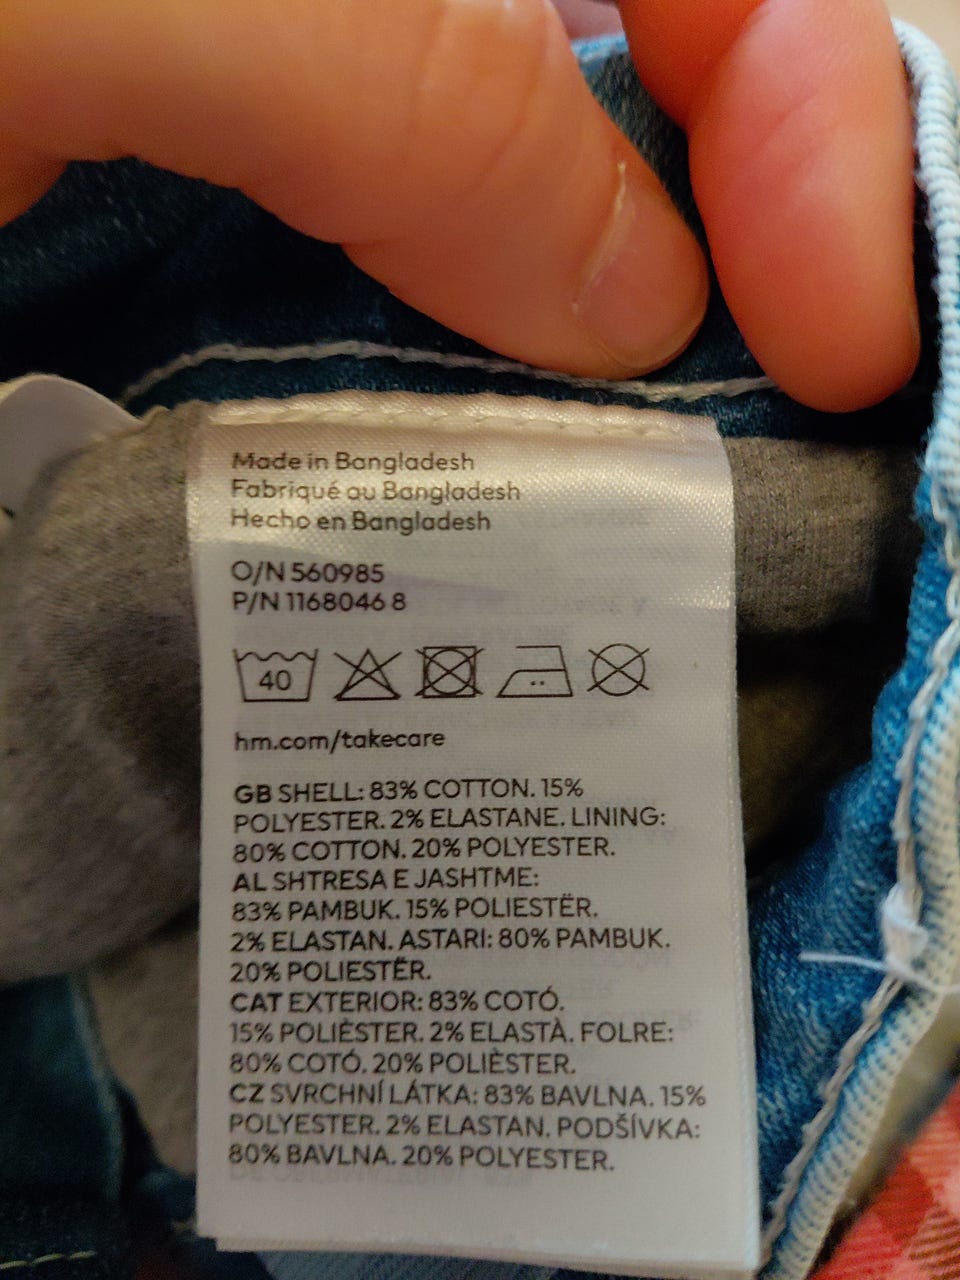 Made in Bangladesh
Fabriqué au Bangladesh
Hecho en Bangladesh
O/N 560985
P/N 1168046 8
40
hm.com/takecare
GB SHELL: 83% COTTON. 15%
POLYESTER. 2% ELASTANE. LINING:
80% COTTON. 20% POLYESTER.
AL SHTRESA E JASHTME:
83% PAMBUK. 15% POLIESTËR.
2% ELASTAN. ASTARI: 80% PAMBUK.
20% POLIESTËR.
CAT EXTERIOR: 83% COTÓ.
15% POLIÈSTER. 2% ELASTÀ. FOLRE:
80% COTÓ. 20% POLIÈSTER.
CZ SVRCHNÍ LÁTKA: 83% BAVLNA. 15%
POLYESTER. 2% ELASTAN. PODŠÍVKA:
80% BAVLNA. 20% POLYESTER.